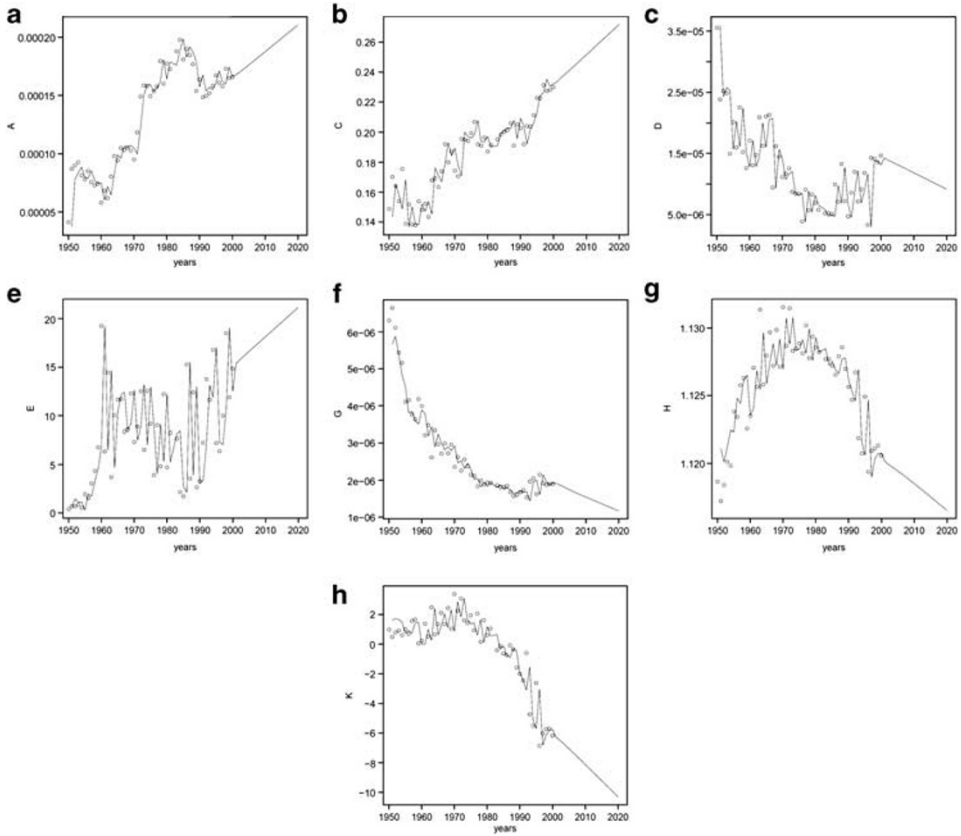 a
0.00020
0.00015
0.00010
0.00005
A
1950 1960 1970 1980 1990 2000 2010 2020
years
b
0.26
0.24
0.22
0.20
0.18
0.16
0.14
C
1950 1960 1970 1980 1990 2000 2010 2020
years
c
3.5e-05
2.5e-05
1.5e-05
5.0e-06
D
1950 1960 1970 1980 1990 2000 2010 2020
years
e
20
15
10
5
0
E
1950 1960 1970 1980 1990 2000 2010 2020
years
f
6e-06
5e-06
4e-06
3e-06
2e-06
1e-06
G
1950 1960 1970 1980 1990 2000 2010 2020
years
g
1.130
1.125
1.120
H
1950 1960 1970 1980 1990 2000 2010 2020
years
h
2
0
−2
−4
−6
−8
−10
K
1950 1960 1970 1980 1990 2000 2010 2020
years